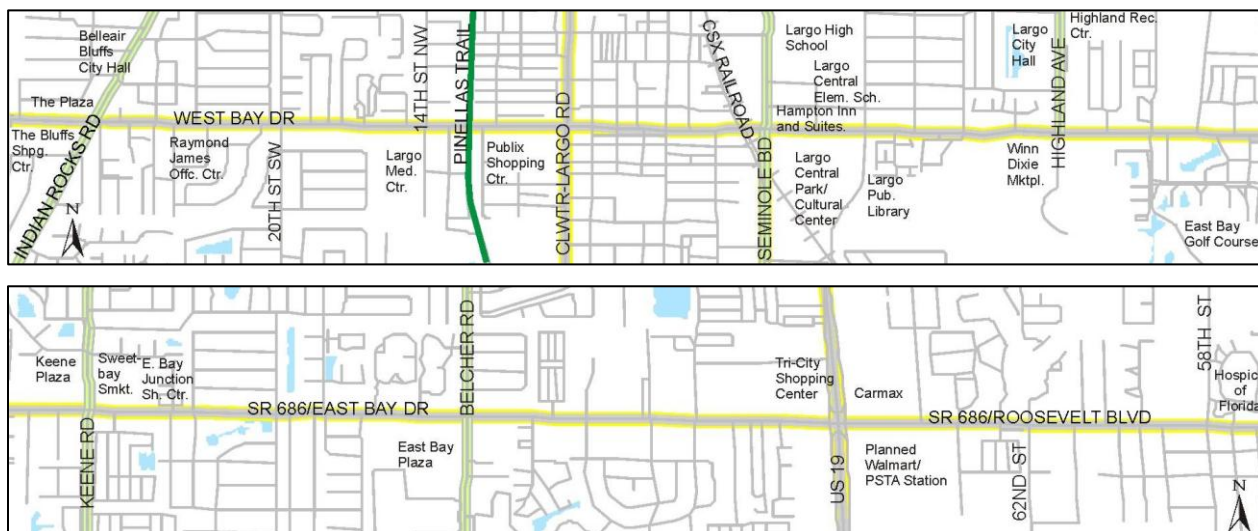 Belleair
Bluffs
City Hall
The Plaza
The Bluffs
Shpg.
Ctr.
INDIAN ROCKS RD
N
WEST BAY DR
Raymond
James
Offc. Ctr.
20TH ST SW
14TH ST NW
Largo
Med.
Ctr.
PINELLAS TRAIL
Publix
Shopping
Ctr.
CLWTR-LARGO RD
CSX RAILROAD
SEMINOLE BD
Largo High
School
Largo
Central
Elem. Sch.
Hampton Inn
and Suites.
Largo
Central
Park/
Cultural
Center
Largo
Pub.
Library
Largo
City
Hall
Highland Rec.
Ctr.
HIGHLAND AVE
Winn
Dixie
Mktpl.
East Bay
Golf Course
Keene
Plaza
KEENE RD
Sweet-
bay
Smkt.
E. Bay
Junction
Sh. Ctr.
SR 686/EAST BAY DR
BELCHER RD
East Bay
Plaza
Tri-City
Shopping
Center
US 19
Carmax
Planned
Walmart/
PSTA Station
SR 686/ROOSEVELT BLVD
62ND ST
58TH ST
Hospice
of
Florida
N